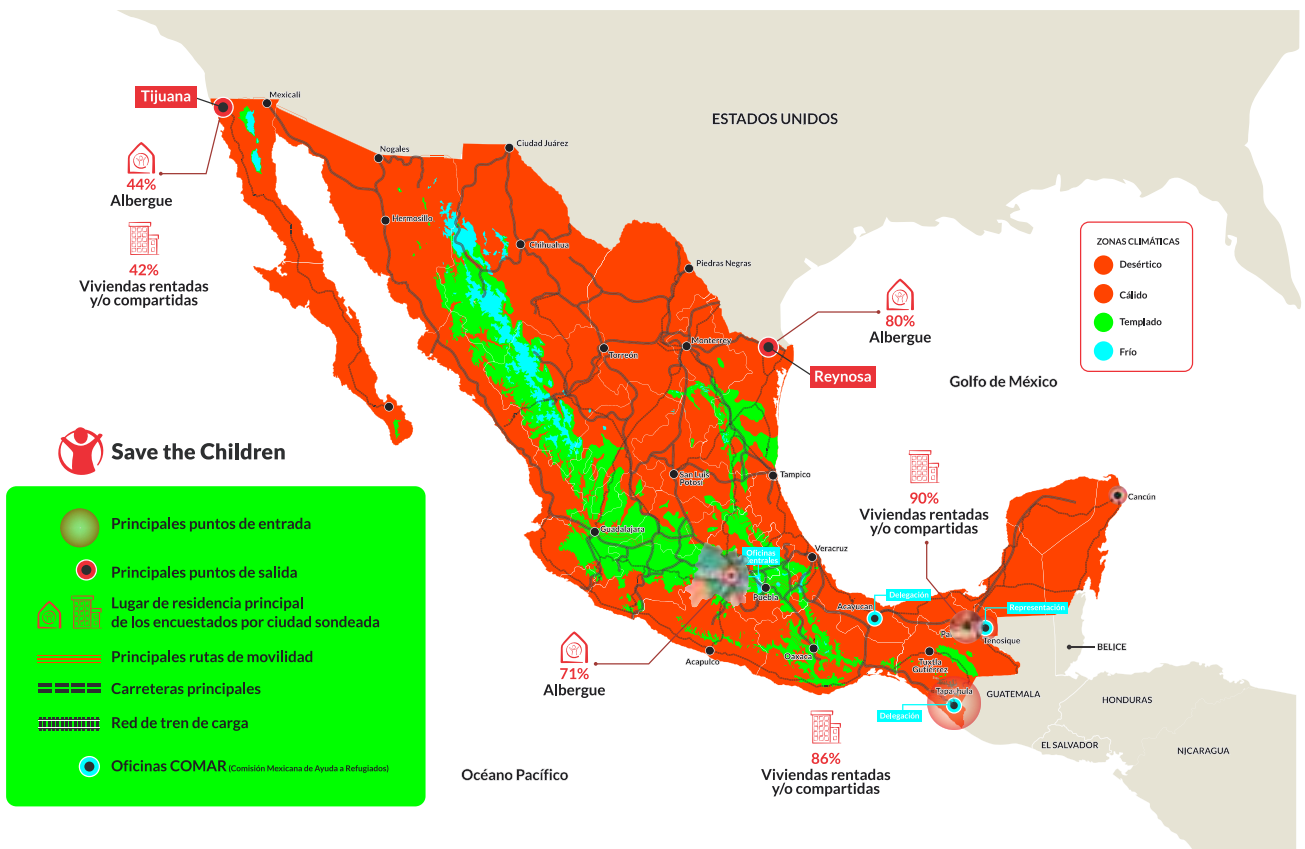 Tijuana
Mexicali
ESTADOS UNIDOS
Nogales
Ciudad Juárez
44%
Albergue
Hermosillo
Chihuahua
42%
Viviendas rentadas
y/o compartidas
Piedras Negras
ZONAS CLIMÁTICAS
Desértico
Cálido
Templado
Frío
80%
Albergue
Monterrey
Torreón
Reynosa
Golfo de México
Save the Children
San Luis
Potosí
Tampico
90%
Viviendas rentadas
y/o compartidas
Cancún
Principales puntos de entrada
Principales puntos de salida
Lugar de residencia principal
de los encuestados por ciudad sondeada
Principales rutas de movilidad
Carreteras principales
Red de tren de carga
Oficinas COMAR (Comisión Mexicana de Ayuda a Refugiados)
Guadalajara
Oficinas
Veracruz
Puebla
Delegación
Acayucan
Representación
Tenosique
BELICE
Oaxaca
Acapulco
Tuxtla
Gutiérrez
71%
Albergue
Tapachula
GUATEMALA
HONDURAS
Delegación
EL SALVADOR
NICARAGUA
86%
Viviendas rentadas
y/o compartidas
Océano Pacífico